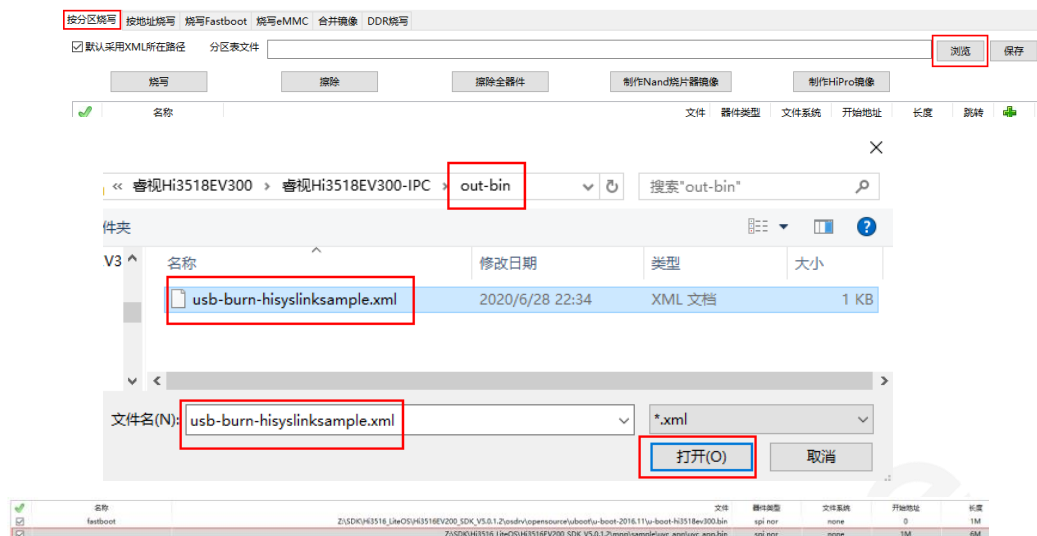 按分区烧写 按地址烧写 烧写Fastboot 烧写eMMC 合并镜像 DDR烧写
默认采用XML所在路径 分区表文件 浏览 保存
烧写 擦除 擦除全器件 制作Nand烧片器镜像 制作HiPro镜像
名称 文件 器件类型 文件系统 开始地址 长度 跳转
« 睿视Hi3518EV300 > 睿视Hi3518EV300-IPC > out-bin 搜索"out-bin"
件夹
V3 名称 修改日期 类型 大小
usb-burn-hisyslinksample.xml 2020/6/28 22:34 XML 文档 1 KB
文件名(N): usb-burn-hisyslinksample.xml *.xml
打开(O) 取消
名称 文件 器件类型 文件系统 开始地址 长度
fastboot Z:\SDK\Hi3516_LiteOS\Hi3516EV200_SDK_V5.0.1.2\osdrv\opensource\uboot\u-boot-2016.11\u-boot-hi3518ev300.bin spi nor none 0 1M
Z:\SDK\Hi3516_LiteOS\Hi3516EV200_SDK_V5.0.1.2\mpp\sample\uvc_app\uvc_app.bin spi nor none 1M 6M